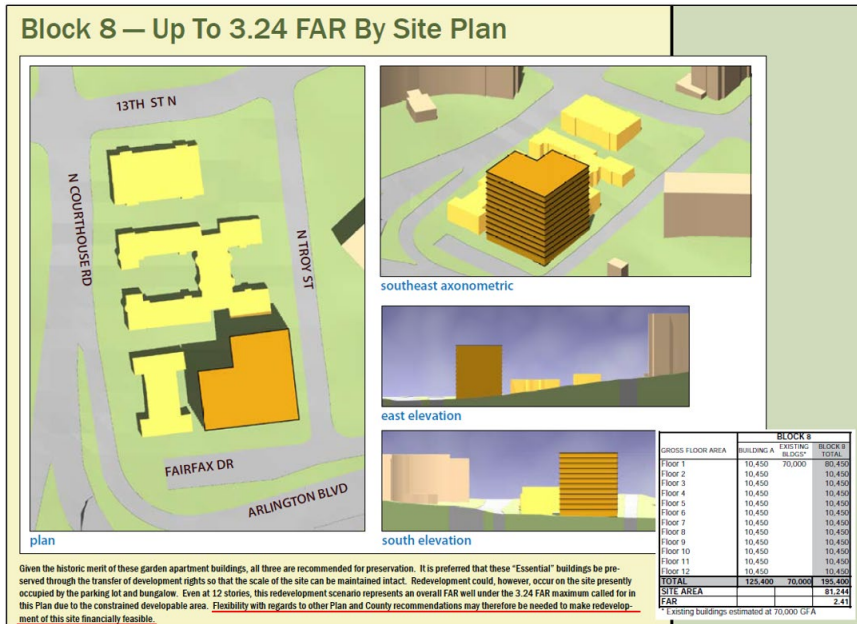 Block 8 — Up To 3.24 FAR By Site Plan
13TH ST N
N COURTHOUSE RD
N TROY ST
FAIRFAX DR
ARLINGTON BLVD
plan
southeast axonometric
east elevation
south elevation
BLOCK 8
GROSS FLOOR AREA BUILDING A EXISTING BLDGS* BLOCK 8 TOTAL
Floor 1 10,450 70,000 80,450
Floor 2 10,450 10,450
Floor 3 10,450 10,450
Floor 4 10,450 10,450
Floor 5 10,450 10,450
Floor 6 10,450 10,450
Floor 7 10,450 10,450
Floor 8 10,450 10,450
Floor 9 10,450 10,450
Floor 10 10,450 10,450
Floor 11 10,450 10,450
Floor 12 10,450 10,450
TOTAL 125,400 70,000 195,400
SITE AREA 81,244
FAR 2.41
* Existing buildings estimated at 70,000 GFA
Given the historic merit of these garden apartment buildings, all three are recommended for preservation. It is preferred that these “Essential” buildings be pre-
served through the transfer of development rights so that the scale of the site can be maintained intact. Redevelopment could, however, occur on the site presently
occupied by the parking lot and bungalow. Even at 12 stories, this redevelopment scenario represents an overall FAR well under the 3.24 FAR maximum called for in
this Plan due to the constrained developable area. Flexibility with regards to other Plan and County recommendations may therefore be needed to make redevelop-
ment of this site financially feasible.